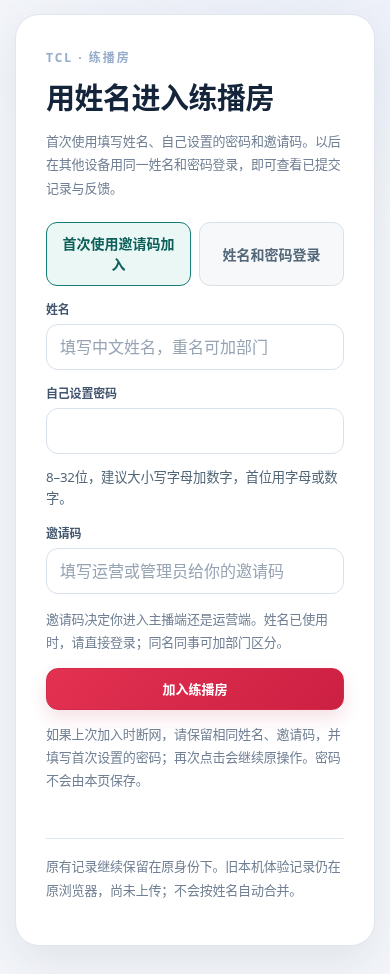 TCL · 练播房
用姓名进入练播房
首次使用填写姓名、自己设置的密码和邀请码。以后
在其他设备用同一姓名和密码登录，即可查看已提交
记录与反馈。
首次使用邀请码加
入
姓名和密码登录
姓名
填写中文姓名，重名可加部门
自己设置密码
8–32位，建议大小写字母加数字，首位用字母或数
字。
邀请码
填写运营或管理员给你的邀请码
邀请码决定你进入主播端还是运营端。姓名已使用
时，请直接登录；同名同事可加部门区分。
加入练播房
如果上次加入时断网，请保留相同姓名、邀请码，并
填写首次设置的密码；再次点击会继续原操作。密码
不会由本页保存。
原有记录继续保留在原身份下。旧本机体验记录仍在
原浏览器，尚未上传；不会按姓名自动合并。